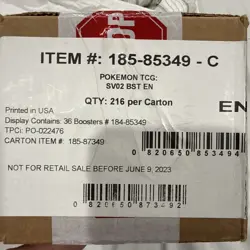 ITEM #: 185-85349 - C
POKEMON TCG:
SV02 BST EN
QTY: 216 per Carton
EN
Printed in USA
Display Contains: 36 Boosters # 184-85349
TPCi: PO-022476
CARTON ITEM #: 185-87349
0 820650 853494
NOT FOR RETAIL SALE BEFORE JUNE 9, 2023
0 820650 873492